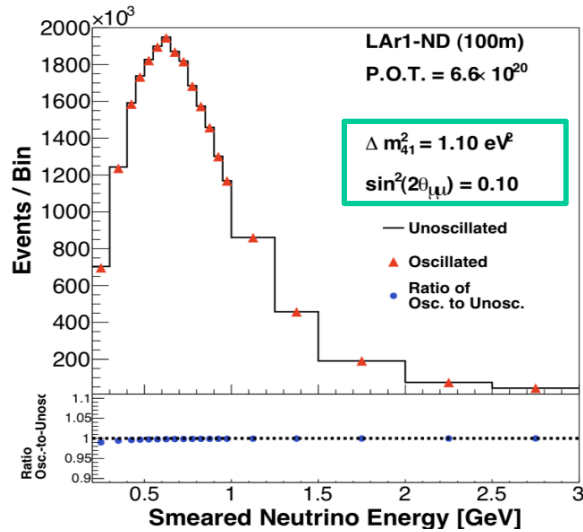 ×10³
2000
1800
1600
1400
1200
1000
800
600
400
200
Events / Bin
LAr1-ND (100m)
P.O.T. = 6.6× 10²⁰
Δ m²₄₁ = 1.10 eV²
sin²(2θ_μμ) = 0.10
Unoscillated
Oscillated
Ratio of
Osc. to Unosc.
1.1
1.05
1
0.95
0.9
Ratio
Osc.-to-Unosc
0.5 1 1.5 2 2.5 3
Smeared Neutrino Energy [GeV]